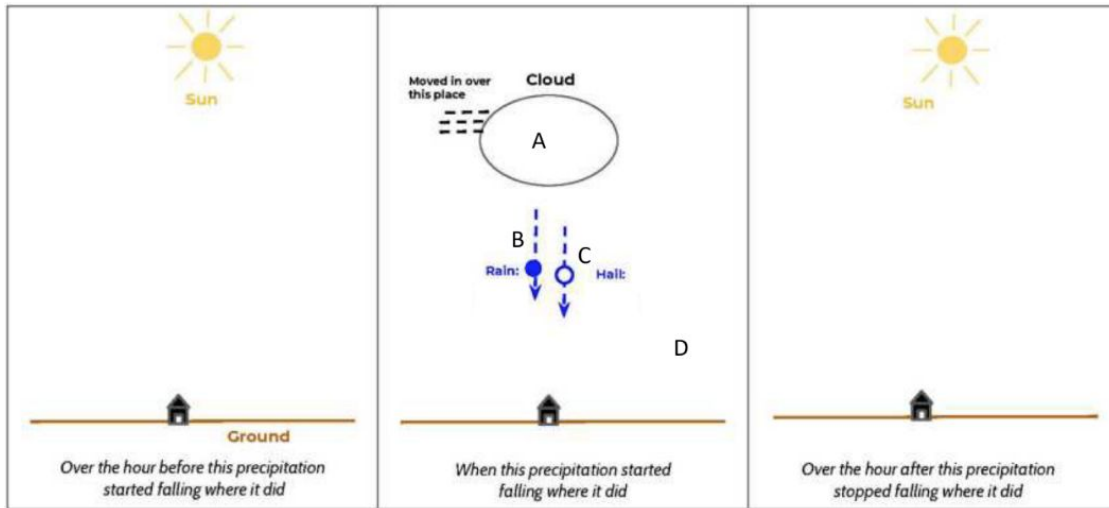 Sun
Ground
Over the hour before this precipitation
started falling where it did
Moved in over
this place
Cloud
A
B
C
Rain:
Hail:
D
When this precipitation started
falling where it did
Sun
Over the hour after this precipitation
stopped falling where it did